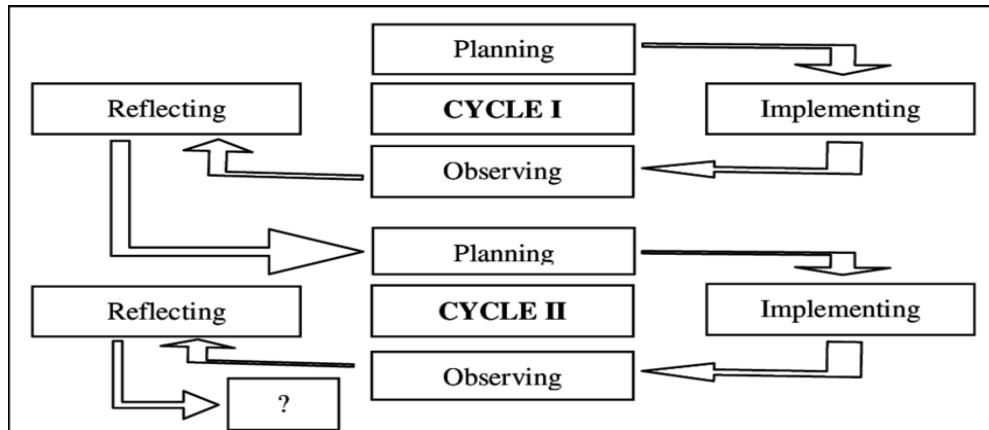 Planning
Reflecting
CYCLE I
Implementing
Observing
Planning
Reflecting
CYCLE II
Implementing
Observing
?